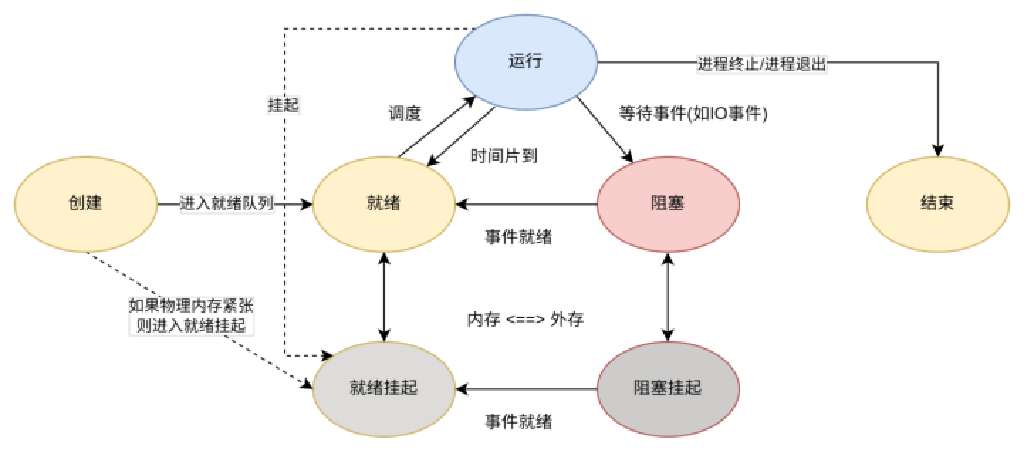 运行
进程终止/进程退出
挂起
调度
等待事件(如IO事件)
时间片到
创建
进入就绪队列
就绪
阻塞
结束
事件就绪
如果物理内存紧张
则进入就绪挂起
内存 <==> 外存
就绪挂起
阻塞挂起
事件就绪